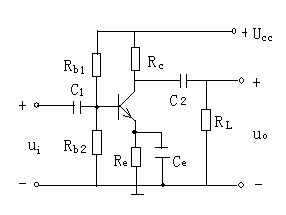 + Ucc
Rb1
Rc
C1
C2
+
+
Rb2
RL
ui
uo
Re
Ce
-
-